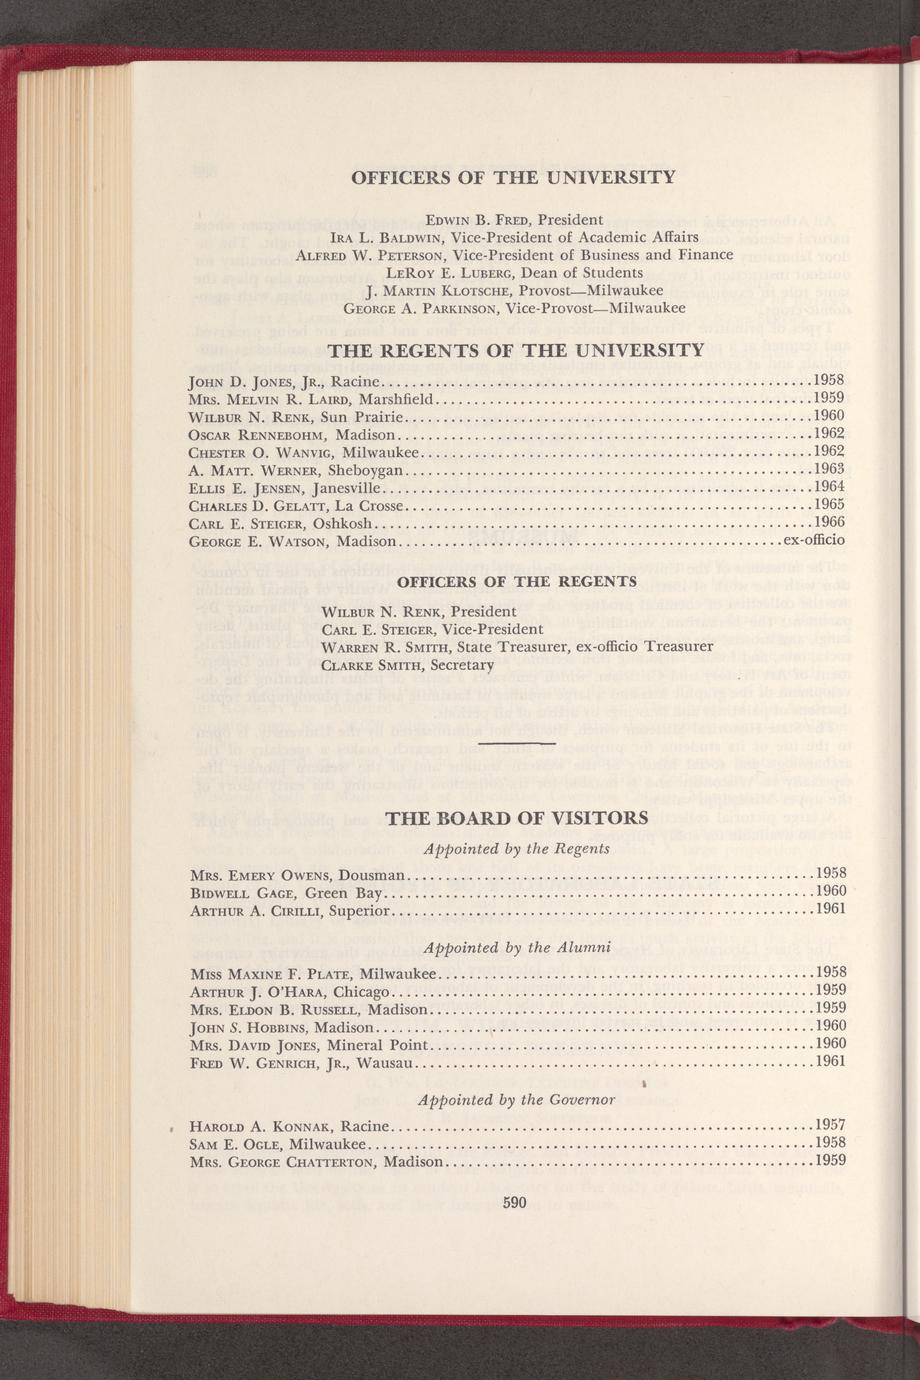 OFFICERS OF THE UNIVERSITY
EDWIN B. FRED, President
IRA L. BALDWIN, Vice-President of Academic Affairs
ALFRED W. PETERSON, Vice-President of Business and Finance
LEROY E. LUBERG, Dean of Students
J. MARTIN KLOTSCHE, Provost—Milwaukee
GEORGE A. PARKINSON, Vice-Provost—Milwaukee
THE REGENTS OF THE UNIVERSITY
JOHN D. JONES, JR., Racine......................................................1958
MRS. MELVIN R. LAIRD, Marshfield................................................1959
WILBUR N. RENK, Sun Prairie....................................................1960
OSCAR RENNEBOHM, Madison.....................................................1962
CHESTER O. WANVIG, Milwaukee..................................................1962
A. MATT. WERNER, Sheboygan....................................................1963
ELLIS E. JENSEN, Janesville.......................................................1964
CHARLES D. GELATT, La Crosse....................................................1965
CARL E. STEIGER, Oshkosh........................................................1966
GEORGE E. WATSON, Madison.................................................ex-officio
OFFICERS OF THE REGENTS
WILBUR N. RENK, President
CARL E. STEIGER, Vice-President
WARREN R. SMITH, State Treasurer, ex-officio Treasurer
CLARKE SMITH, Secretary
THE BOARD OF VISITORS
Appointed by the Regents
MRS. EMERY OWENS, Dousman....................................................1958
BIDWELL GAGE, Green Bay.......................................................1960
ARTHUR A. CIRILLI, Superior......................................................1961
Appointed by the Alumni
MISS MAXINE F. PLATE, Milwaukee................................................1958
ARTHUR J. O'HARA, Chicago......................................................1959
MRS. ELDON B. RUSSELL, Madison.................................................1959
JOHN S. HOBBINS, Madison........................................................1960
MRS. DAVID JONES, Mineral Point.................................................1960
FRED W. GENRICH, JR., Wausau...................................................1961
Appointed by the Governor
HAROLD A. KONNAK, Racine......................................................1957
SAM E. OGLE, Milwaukee.........................................................1958
MRS. GEORGE CHATTERTON, Madison...............................................1959
590